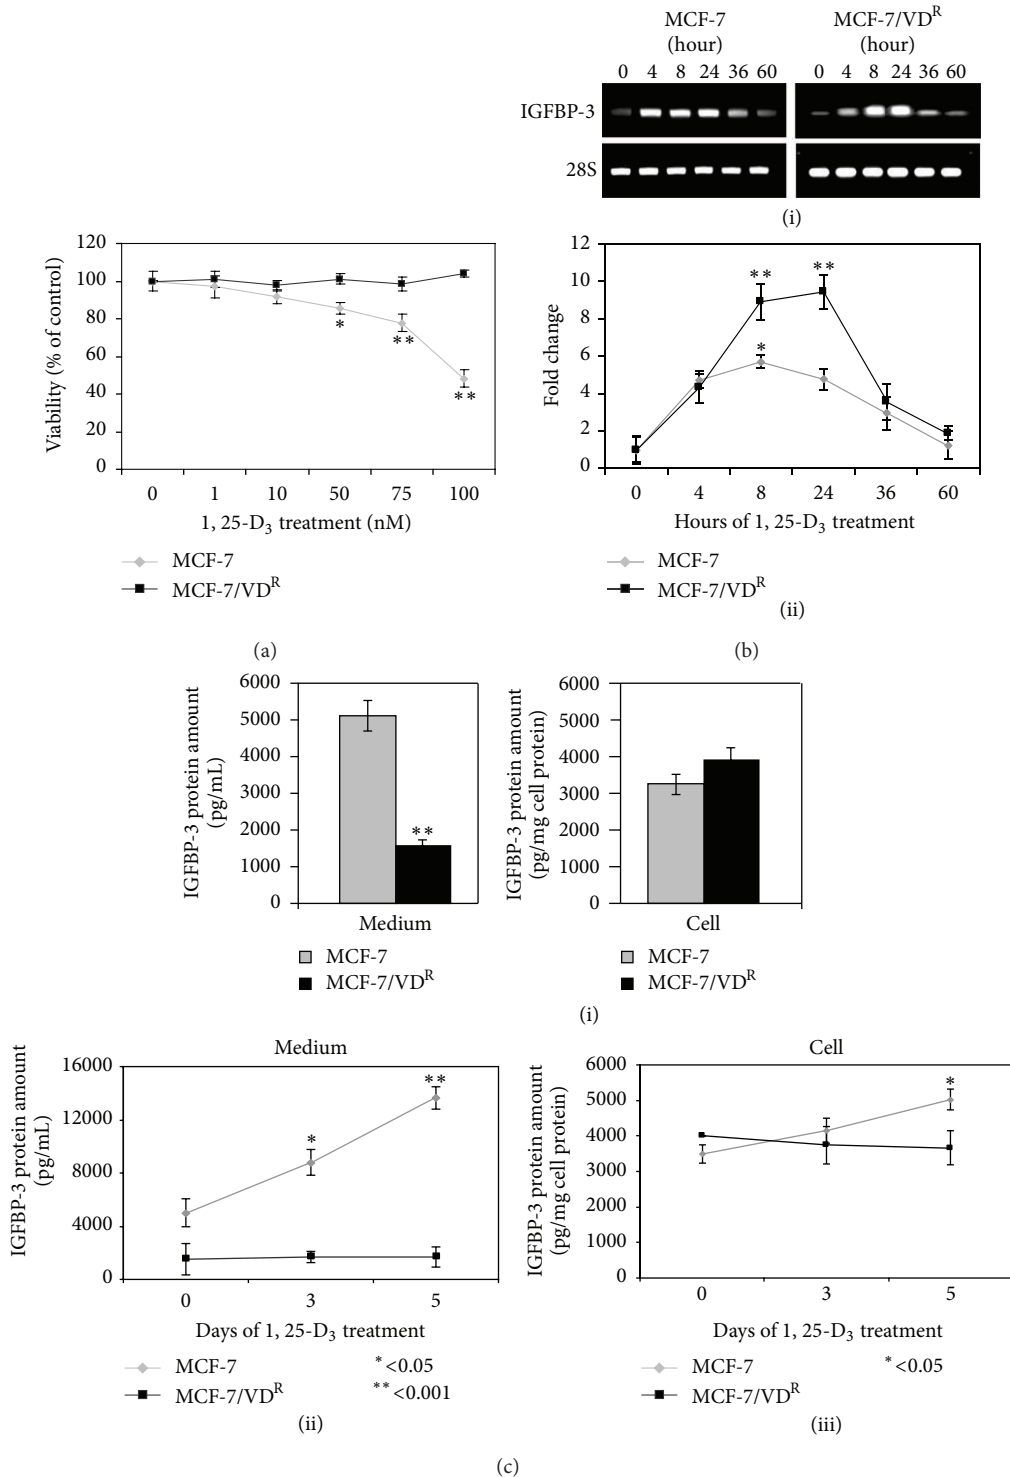 MCF-7 MCF-7/VD^R
(hour) (hour)
0 4 8 24 36 60 0 4 8 24 36 60
IGFBP-3
28S
(i)
Viability (% of control)
120
100
80
60
40
20
0
*
**
**
0 1 10 50 75 100
1, 25-D₃ treatment (nM)
MCF-7
MCF-7/VD^R
(a)
Fold change
12
10
8
6
4
2
0
** **
*
0 4 8 24 36 60
Hours of 1, 25-D₃ treatment
MCF-7
MCF-7/VD^R
(ii)
(b)
IGFBP-3 protein amount
(pg/mL)
6000
5000
4000
3000
2000
1000
0
**
Medium
MCF-7
MCF-7/VD^R
IGFBP-3 protein amount
(pg/mg cell protein)
6000
5000
4000
3000
2000
1000
0
Cell
MCF-7
MCF-7/VD^R
(i)
Medium
IGFBP-3 protein amount
(pg/mL)
16000
12000
8000
4000
0
*
**
0 3 5
Days of 1, 25-D₃ treatment
MCF-7
MCF-7/VD^R
*<0.05
**<0.001
(ii)
Cell
IGFBP-3 protein amount
(pg/mg cell protein)
6000
5000
4000
3000
2000
1000
0
*
0 3 5
Days of 1, 25-D₃ treatment
MCF-7
MCF-7/VD^R
*<0.05
(iii)
(c)